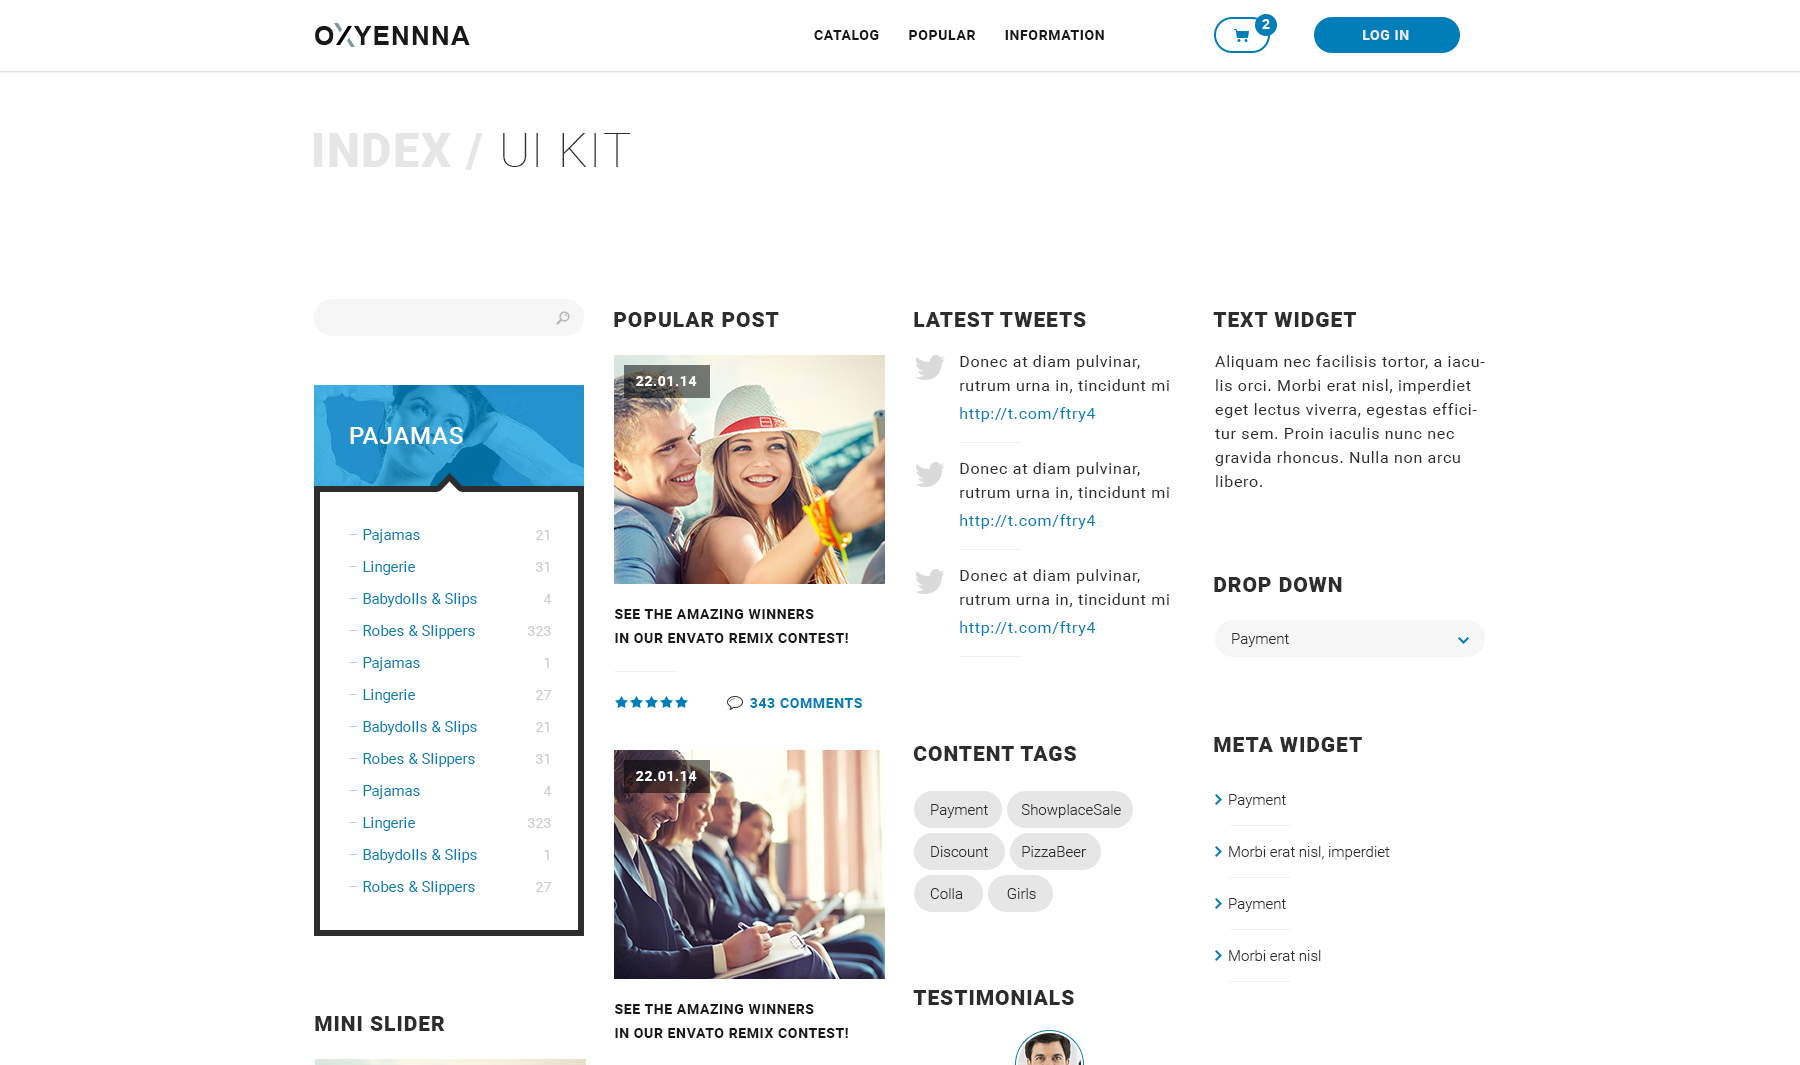 OXYENNNA
CATALOG
POPULAR
INFORMATION
2
LOG IN
INDEX / UI KIT
PAJAMAS
– Pajamas 21
– Lingerie 31
– Babydolls & Slips 4
– Robes & Slippers 323
– Pajamas 1
– Lingerie 27
– Babydolls & Slips 21
– Robes & Slippers 31
– Pajamas 4
– Lingerie 323
– Babydolls & Slips 1
– Robes & Slippers 27
MINI SLIDER
POPULAR POST
22.01.14
SEE THE AMAZING WINNERS
IN OUR ENVATO REMIX CONTEST!
343 COMMENTS
22.01.14
SEE THE AMAZING WINNERS
IN OUR ENVATO REMIX CONTEST!
LATEST TWEETS
Donec at diam pulvinar,
rutrum urna in, tincidunt mi
http://t.com/ftry4
Donec at diam pulvinar,
rutrum urna in, tincidunt mi
http://t.com/ftry4
Donec at diam pulvinar,
rutrum urna in, tincidunt mi
http://t.com/ftry4
CONTENT TAGS
Payment
ShowplaceSale
Discount
PizzaBeer
Colla
Girls
TESTIMONIALS
TEXT WIDGET
Aliquam nec facilisis tortor, a iacu-
lis orci. Morbi erat nisl, imperdiet
eget lectus viverra, egestas effici-
tur sem. Proin iaculis nunc nec
gravida rhoncus. Nulla non arcu
libero.
DROP DOWN
Payment
META WIDGET
Payment
Morbi erat nisl, imperdiet
Payment
Morbi erat nisl